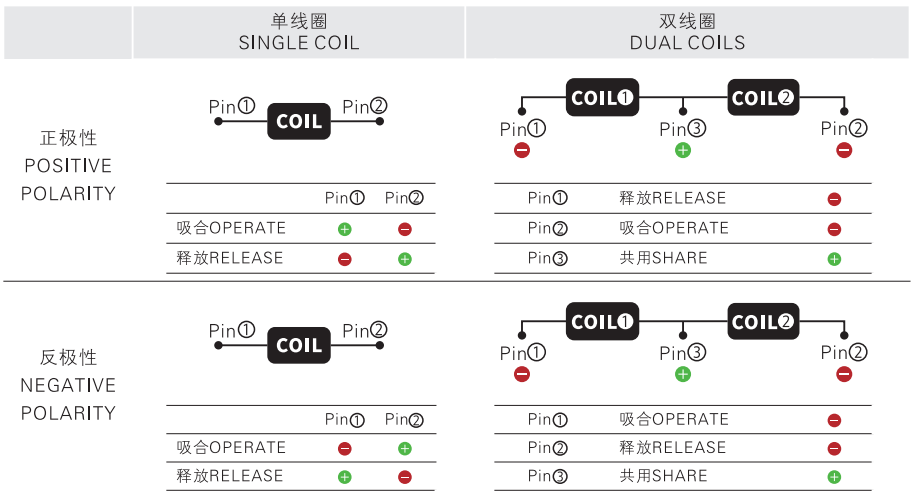 单线圈
SINGLE COIL
双线圈
DUAL COILS
正极性
POSITIVE
POLARITY
Pin① COIL Pin②
COIL❶ COIL❷
Pin① Pin③ Pin②
Pin① Pin②
吸合OPERATE + −
释放RELEASE − +
Pin① 释放RELEASE −
Pin② 吸合OPERATE −
Pin③ 共用SHARE +
反极性
NEGATIVE
POLARITY
Pin① COIL Pin②
COIL❶ COIL❷
Pin① Pin③ Pin②
Pin① Pin②
吸合OPERATE − +
释放RELEASE + −
Pin① 吸合OPERATE −
Pin② 释放RELEASE −
Pin③ 共用SHARE +